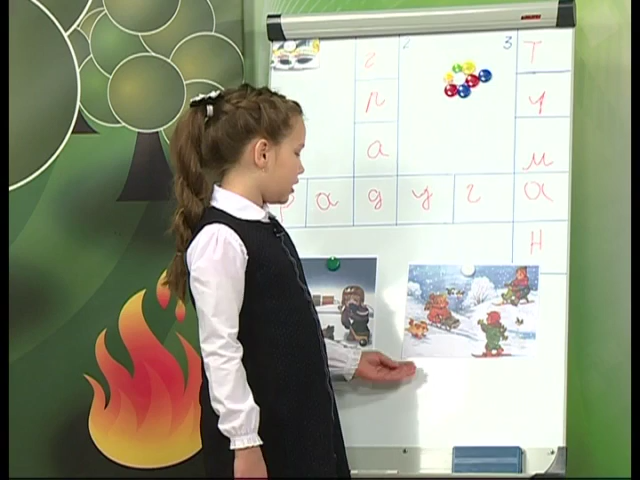 г 2 3 Т
р у
а м
Р а д у г а
Н